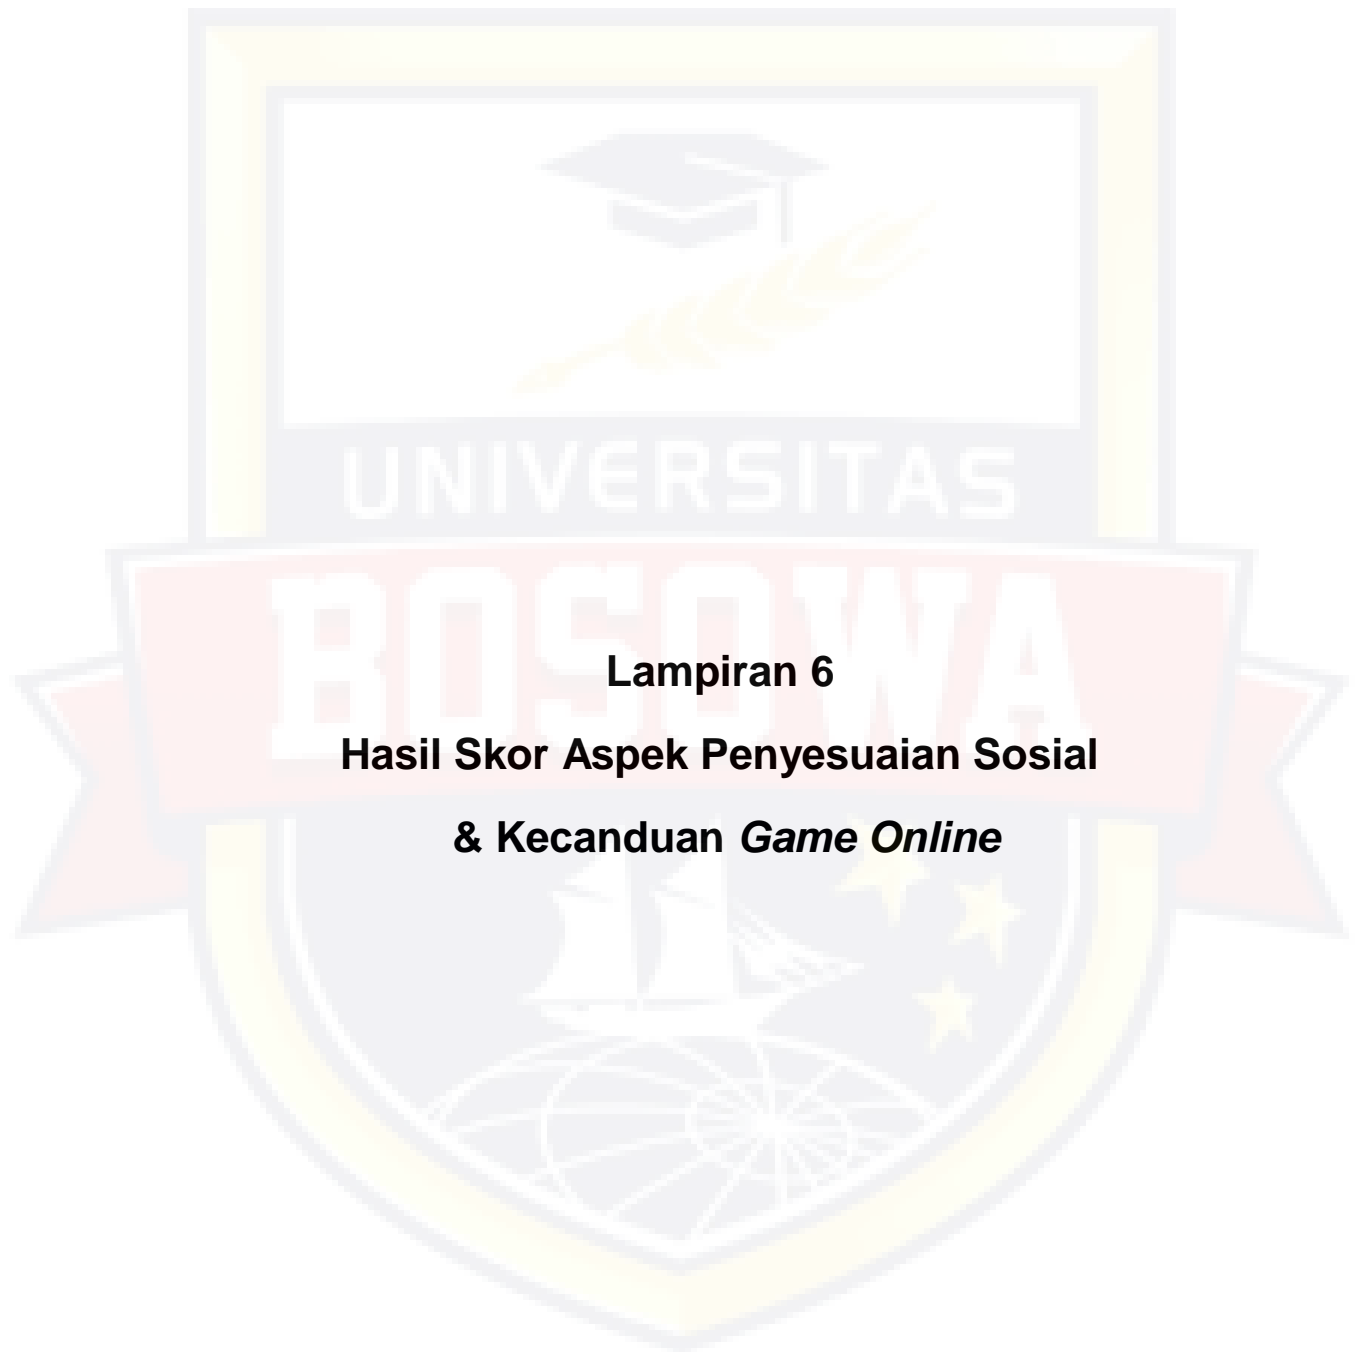 UNIVERSITAS
BOSOWA
Lampiran 6
Hasil Skor Aspek Penyesuaian Sosial
& Kecanduan Game Online